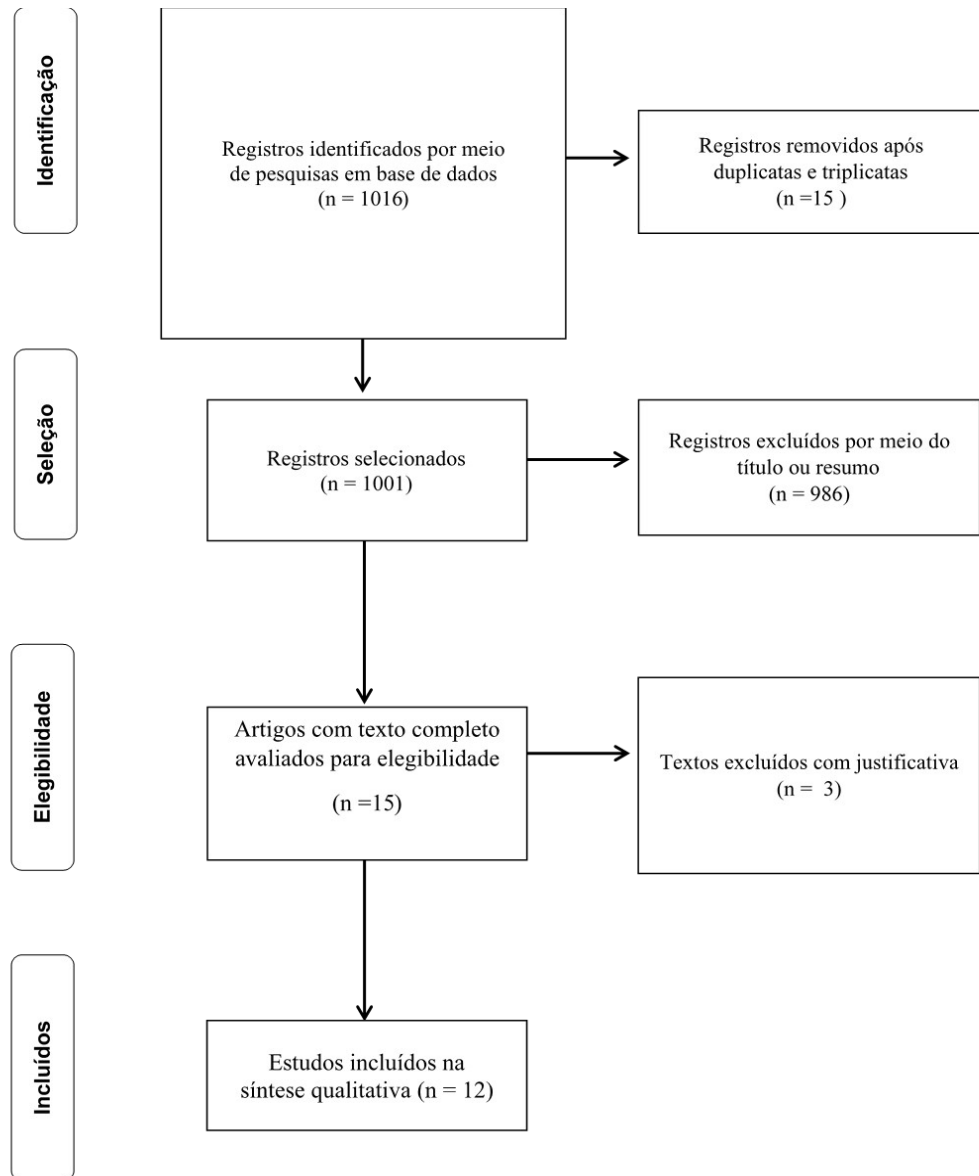 Identificação
Registros identificados por meio
de pesquisas em base de dados
(n = 1016)
Registros removidos após
duplicatas e triplicatas
(n =15 )
Seleção
Registros selecionados
(n = 1001)
Registros excluídos por meio do
título ou resumo
(n = 986)
Elegibilidade
Artigos com texto completo
avaliados para elegibilidade
(n =15)
Textos excluídos com justificativa
(n =  3)
Incluídos
Estudos incluídos na
síntese qualitativa (n = 12)